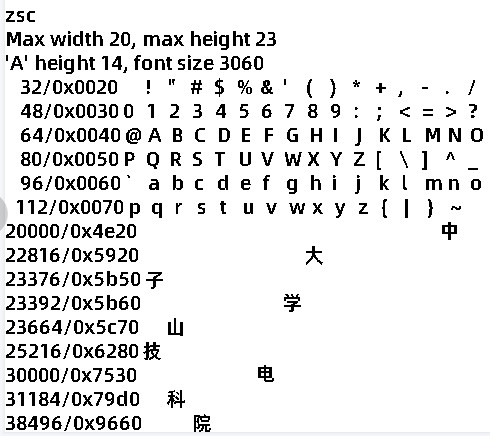 zsc
Max width 20, max height 23
'A' height 14, font size 3060
32/0x0020 ! " # $ % & ' ( ) * + , - . /
48/0x0030 0 1 2 3 4 5 6 7 8 9 : ; < = > ?
64/0x0040 @ A B C D E F G H I J K L M N O
80/0x0050 P Q R S T U V W X Y Z [ \ ] ^ _
96/0x0060 ` a b c d e f g h i j k l m n o
112/0x0070 p q r s t u v w x y z { | } ~
20000/0x4e20 中
22816/0x5920 大
23376/0x5b50 子
23392/0x5b60 学
23664/0x5c70 山
25216/0x6280 技
30000/0x7530 电
31184/0x79d0 科
38496/0x9660 院